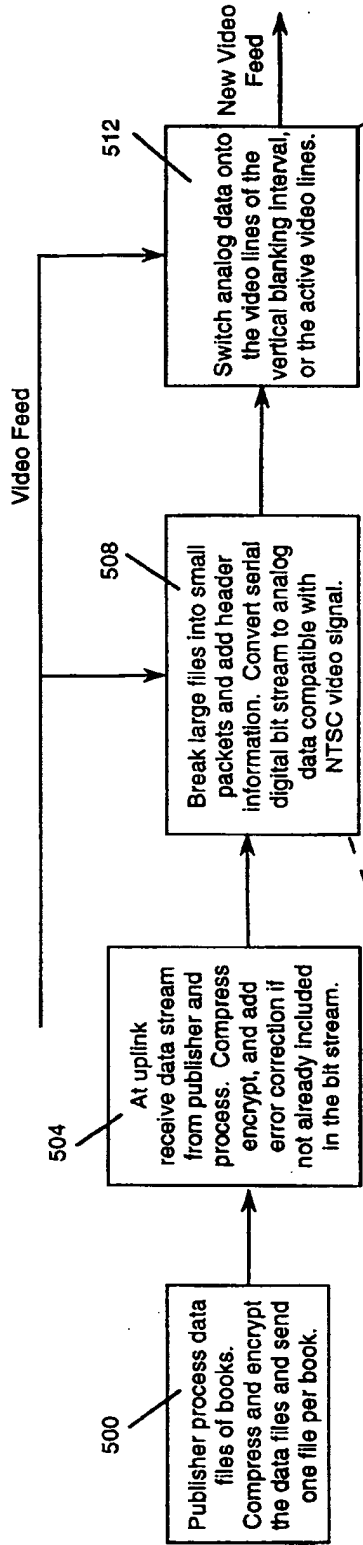 Video Feed
500
Publisher process data
files of books.
Compress and encrypt
the data files and send
one file per book.
504
At uplink
receive data stream
from publisher and
process. Compress
encrypt, and add
error correction if
not already included
in the bit stream.
508
Break large files into small
packets and add header
information. Convert serial
digital bit stream to analog
data compatible with
NTSC video signal.
512
Switch analog data onto
the video lines of the
vertical blanking interval,
or the active video lines.
New Video
Feed